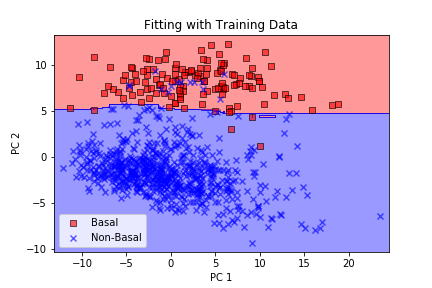 Fitting with Training Data
PC 2
10
5
0
−5
−10
Basal
Non-Basal
−10 −5 0 5 10 15 20
PC 1